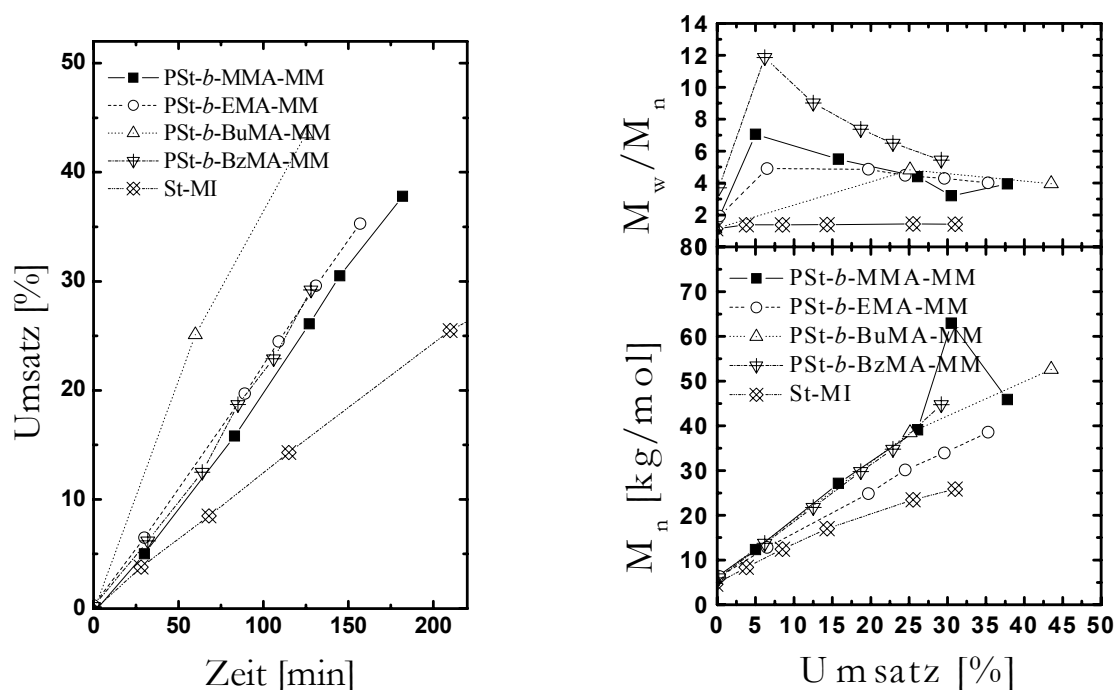 50
40
30
20
10
0
Umsatz [%]
PSt-b-MMA-MM
PSt-b-EMA-MM
PSt-b-BuMA-MM
PSt-b-BzMA-MM
St-MI
0 50 100 150 200
Zeit [min]
14
12
10
8
6
4
2
M_w/M_n
80
70
60
50
40
30
20
10
0
M_n [kg/mol]
PSt-b-MMA-MM
PSt-b-EMA-MM
PSt-b-BuMA-MM
PSt-b-BzMA-MM
St-MI
0 5 10 15 20 25 30 35 40 45 50
Umsatz [%]